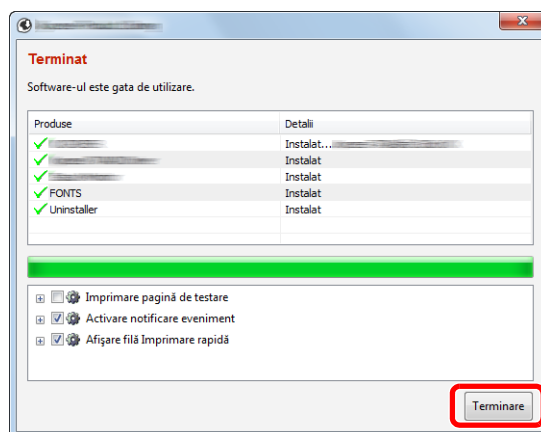 Terminat
Software-ul este gata de utilizare.
Produse Detalii
Instalat...
Instalat
Instalat
FONTS Instalat
Uninstaller Instalat
Imprimare pagină de testare
Activare notificare eveniment
Afişare filă Imprimare rapidă
Terminare